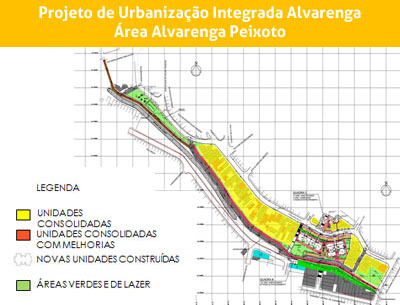 Projeto de Urbanização Integrada Alvarenga
Área Alvarenga Peixoto
LEGENDA
UNIDADES
CONSOLIDADAS
UNIDADES CONSOLIDADAS
COM MELHORIAS
NOVAS UNIDADES CONSTRUÍDAS
ÁREAS VERDES E DE LAZER